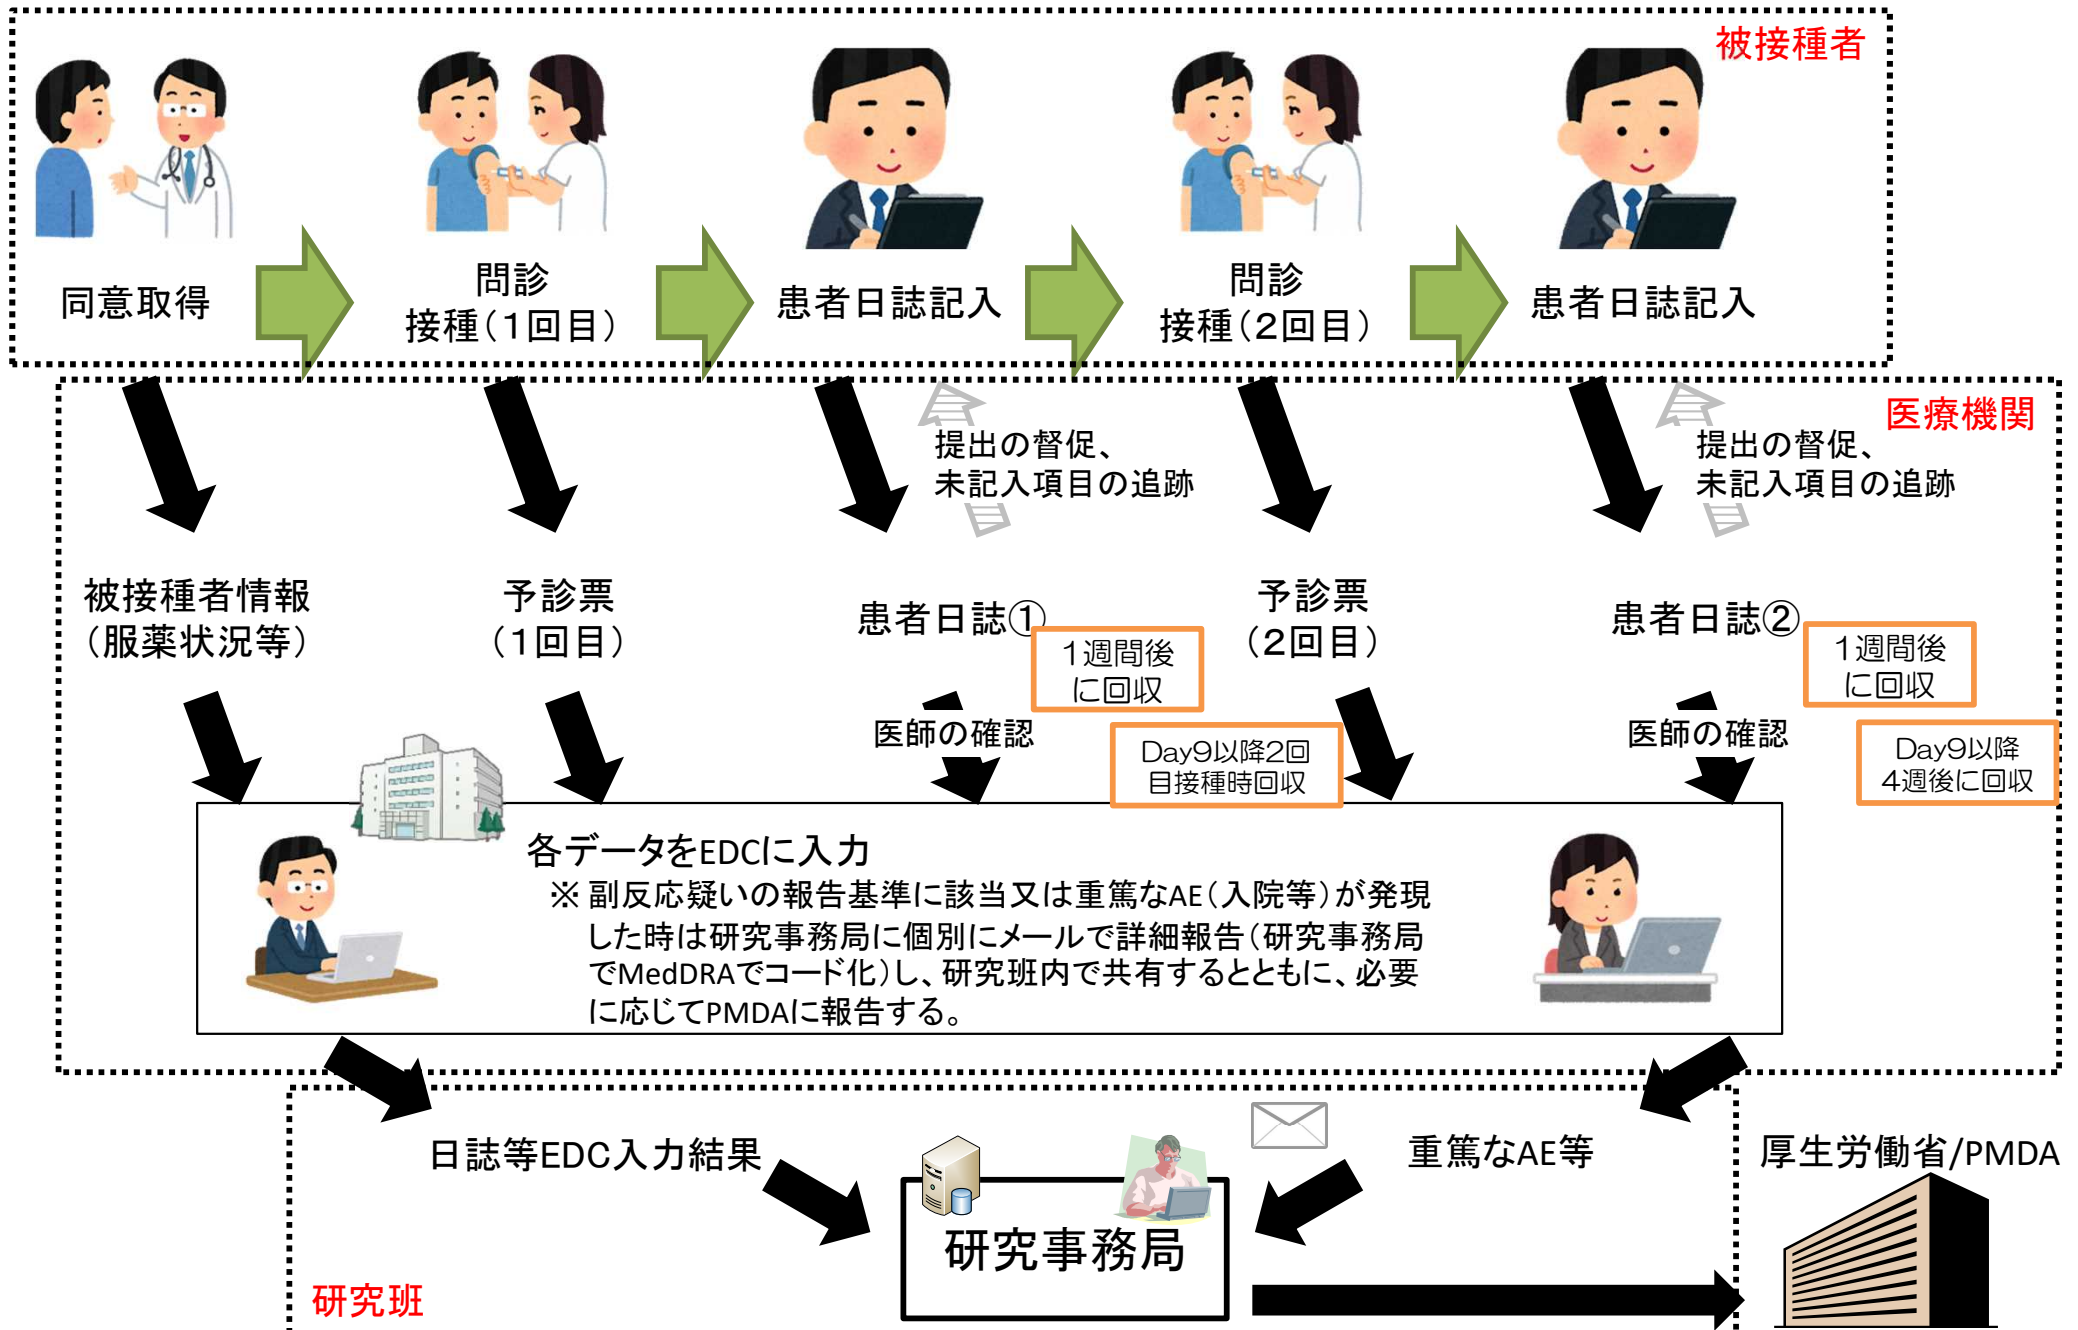 被接種者
同意取得
問診
接種(1回目)
患者日誌記入
問診
接種(2回目)
患者日誌記入
医療機関
提出の督促、
未記入項目の追跡
提出の督促、
未記入項目の追跡
被接種者情報
(服薬状況等)
予診票
(1回目)
患者日誌①
1週間後
に回収
予診票
(2回目)
患者日誌②
1週間後
に回収
医師の確認
Day9以降2回
目接種時回収
医師の確認
Day9以降
4週後に回収
各データをEDCに入力
※ 副反応疑いの報告基準に該当又は重篤なAE(入院等)が発現
した時は研究事務局に個別にメールで詳細報告(研究事務局
でMedDRAでコード化)し、研究班内で共有するとともに、必要
に応じてPMDAに報告する。
日誌等EDC入力結果
重篤なAE等
厚生労働省/PMDA
研究事務局
研究班